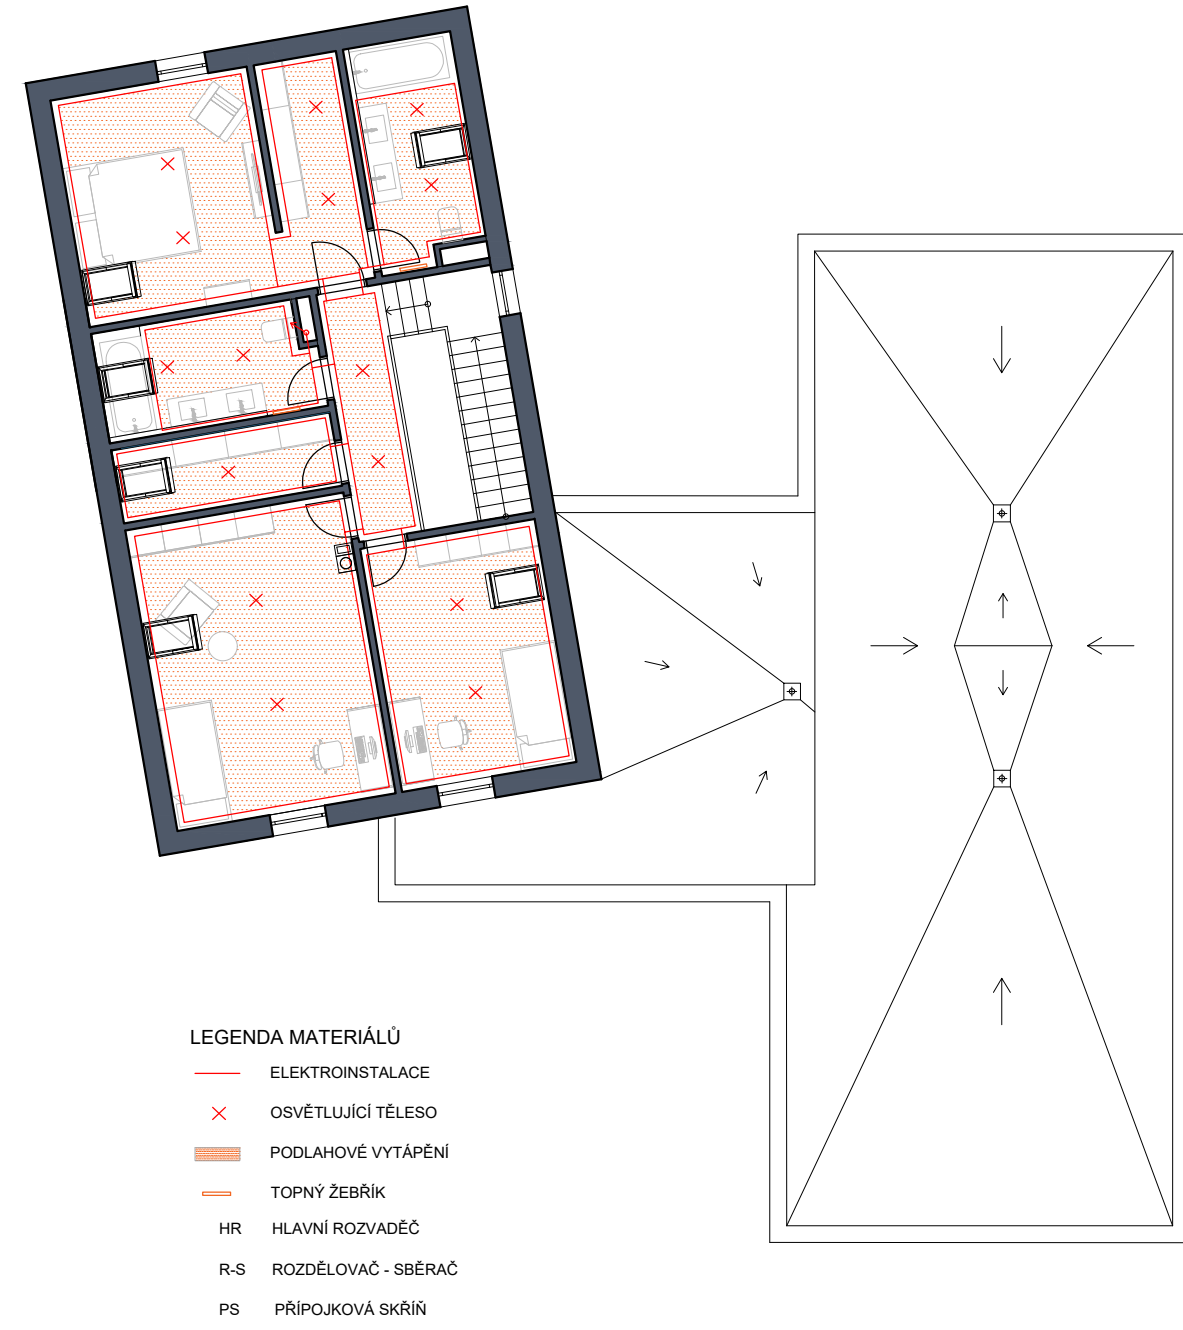 LEGENDA MATERIÁLŮ
ELEKTROINSTALACE
OSVĚTLUJÍCÍ TĚLESO
PODLAHOVÉ VYTÁPĚNÍ
TOPNÝ ŽEBŘÍK
HR HLAVNÍ ROZVADĚČ
R-S ROZDĚLOVAČ - SBĚRAČ
PS PŘÍPOJKOVÁ SKŘÍŇ